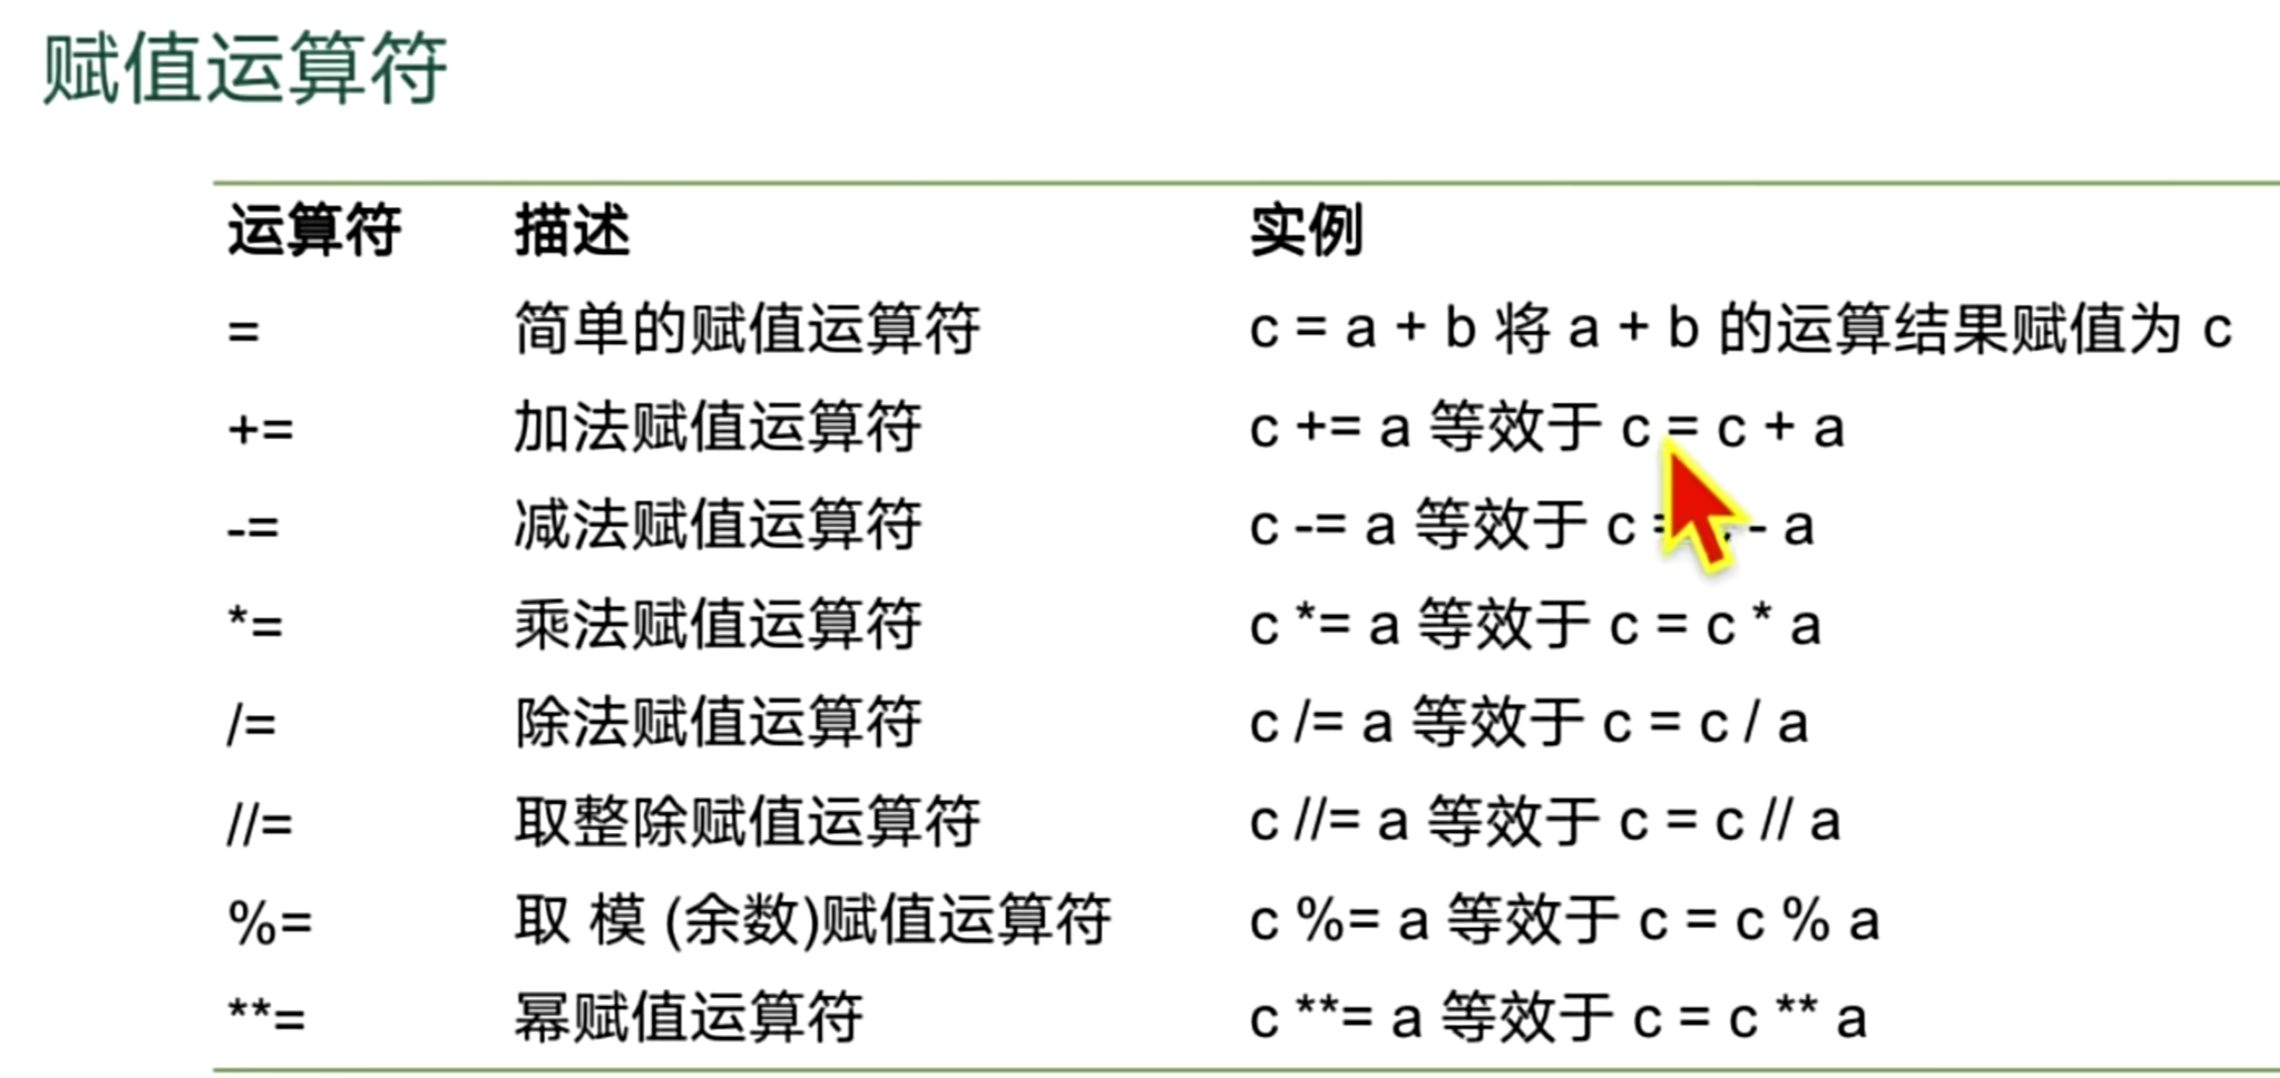 赋值运算符
运算符 描述 实例
= 简单的赋值运算符 c = a + b 将 a + b 的运算结果赋值为 c
+= 加法赋值运算符 c += a 等效于 c = c + a
-= 减法赋值运算符 c -= a 等效于 c - a
*= 乘法赋值运算符 c *= a 等效于 c = c * a
/= 除法赋值运算符 c /= a 等效于 c = c / a
//= 取整除赋值运算符 c //= a 等效于 c = c // a
%= 取 模 (余数)赋值运算符 c %= a 等效于 c = c % a
**= 幂赋值运算符 c **= a 等效于 c = c ** a